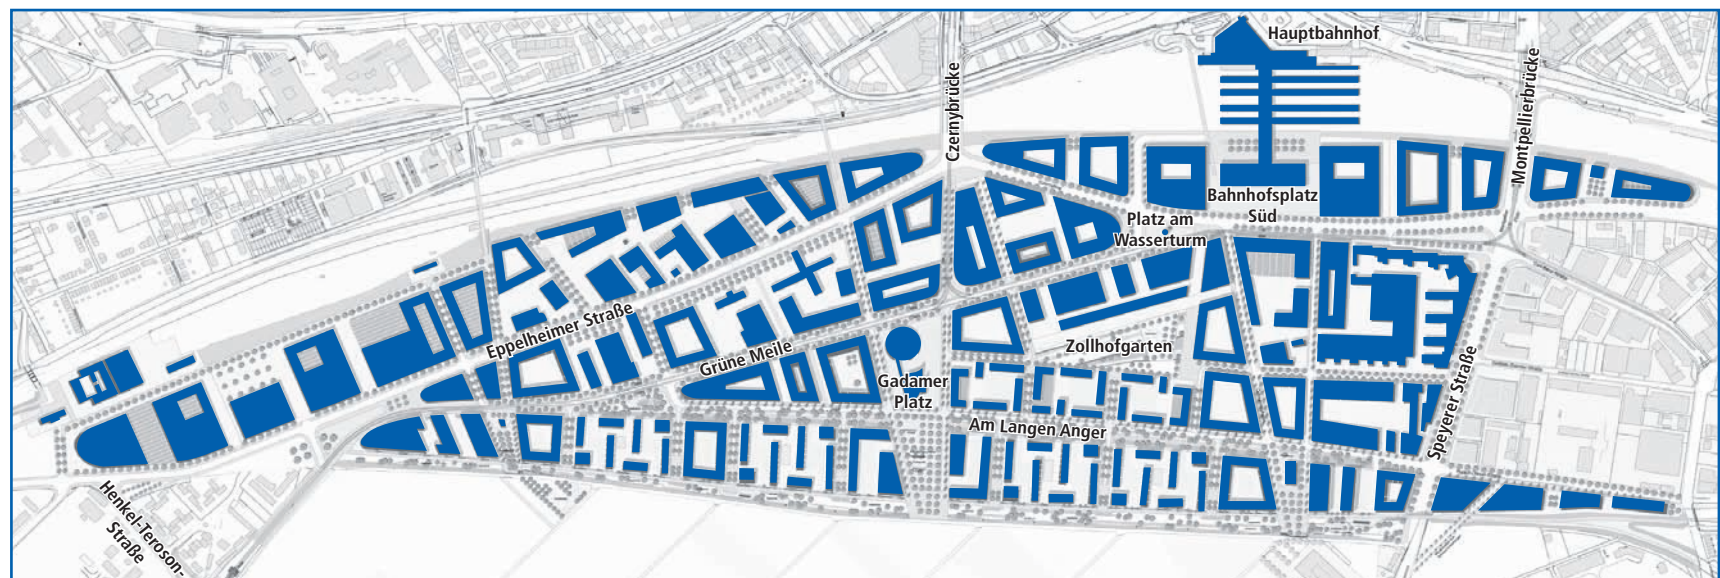 Hauptbahnhof
Czernybrücke
Montpellierbrücke
Bahnhofsplatz
Süd
Platz am
Wasserturm
Eppelheimer Straße
Grüne Meile
Zollhofgarten
Gadamer
Platz
Am Langen Anger
Speyerer Straße
Henkel-Teroson-
Straße